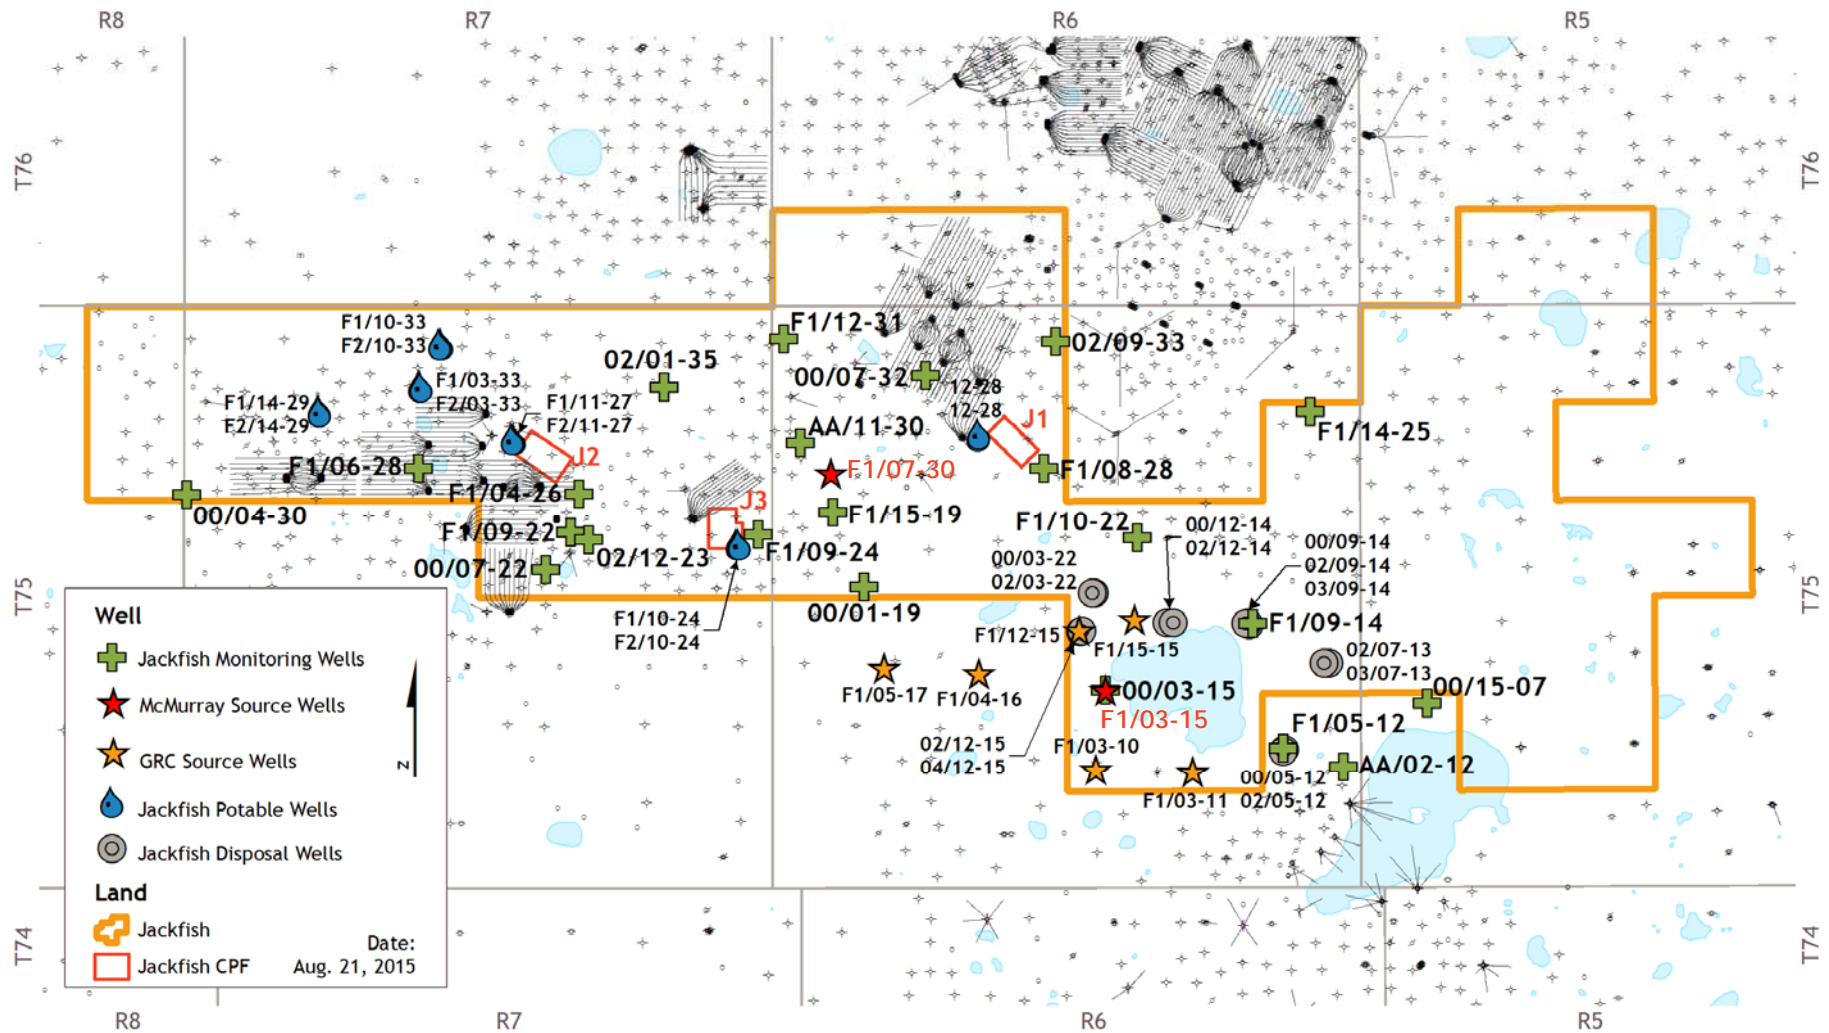 R8
R7
R6
R5
T76
T76
F1/10-33
F2/10-33
F1/12-31
02/09-33
02/01-35
00/07-32
F1/03-33
F2/03-33
12-28
12-28
F1/14-29
F2/14-29
F1/11-27
F2/11-27
J1
AA/11-30
F1/14-25
J2
F1/06-28
F1/07-30
F1/08-28
F1/04-26
J3
00/04-30
F1/15-19
F1/10-22
00/12-14
02/12-14
F1/09-22
02/12-23
F1/09-24
00/09-14
02/09-14
03/09-14
00/03-22
02/03-22
00/07-22
T75
T75
00/01-19
F1/10-24
F2/10-24
F1/12-15
F1/15-15
F1/09-14
02/07-13
03/07-13
F1/05-17
F1/04-16
00/03-15
F1/03-15
00/15-07
F1/05-12
02/12-15
04/12-15
F1/03-10
AA/02-12
00/05-12
02/05-12
F1/03-11
Well
Jackfish Monitoring Wells
McMurray Source Wells
GRC Source Wells
Jackfish Potable Wells
Jackfish Disposal Wells
N
Land
Jackfish
Jackfish CPF
Date:
Aug. 21, 2015
T74
T74
R8
R7
R6
R5